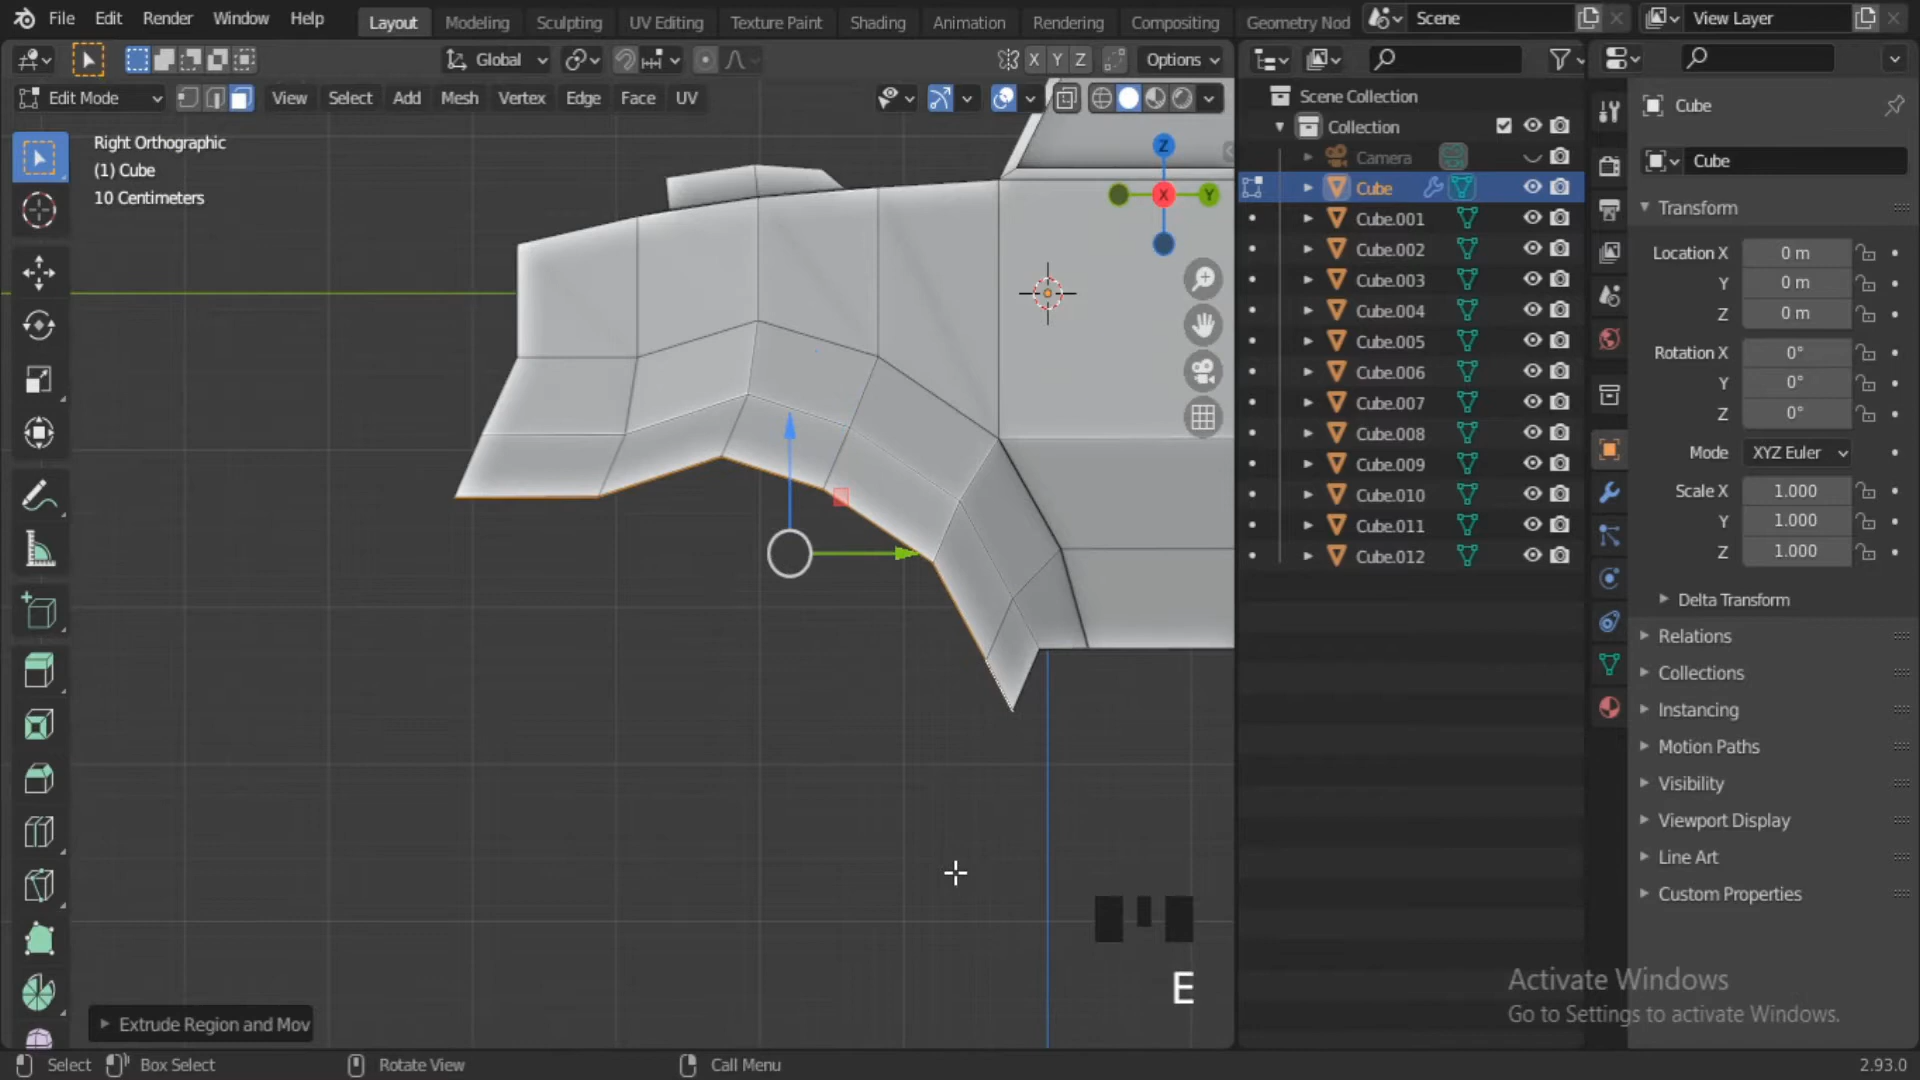 File Edit Render Window Help Layout Modeling Sculpting UV Editing Texture Paint Shading Animation Rendering Compositing Geometry Nod Scene View Layer
Global X Y Z Options
Edit Mode View Select Add Mesh Vertex Edge Face UV
Right Orthographic
(1) Cube
10 Centimeters
Z
X
Y
Scene Collection
Collection
Camera
Cube
Cube.001
Cube.002
Cube.003
Cube.004
Cube.005
Cube.006
Cube.007
Cube.008
Cube.009
Cube.010
Cube.011
Cube.012
Cube
Cube
Transform
Location X 0 m
Y 0 m
Z 0 m
Rotation X 0°
Y 0°
Z 0°
Mode XYZ Euler
Scale X 1.000
Y 1.000
Z 1.000
Delta Transform
Relations
Collections
Instancing
Motion Paths
Visibility
Viewport Display
Line Art
Custom Properties
E
Extrude Region and Mov
Activate Windows
Go to Settings to activate Windows.
Select Box Select Rotate View Call Menu 2.93.0